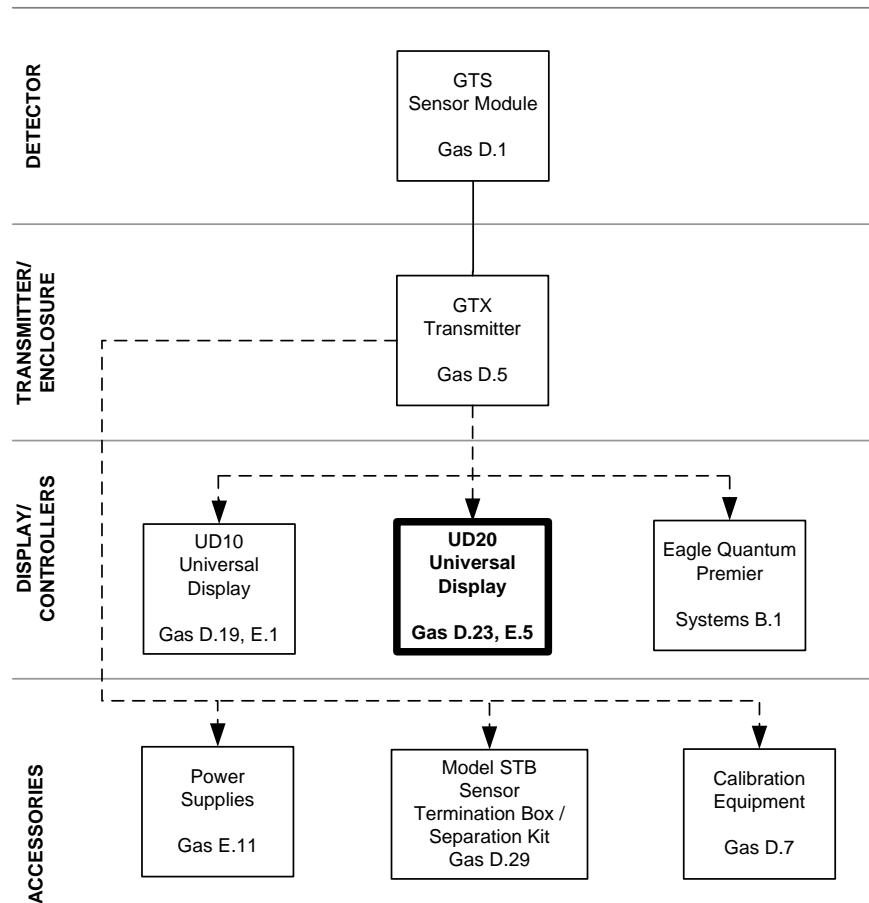 DETECTOR
GTS
Sensor Module
Gas D.1
TRANSMITTER/
ENCLOSURE
GTX
Transmitter
Gas D.5
DISPLAY/
CONTROLLERS
UD10
Universal
Display
Gas D.19, E.1
UD20
Universal
Display
Gas D.23, E.5
Eagle Quantum
Premier
Systems B.1
ACCESSORIES
Power
Supplies
Gas E.11
Model STB
Sensor
Termination Box /
Separation Kit
Gas D.29
Calibration
Equipment
Gas D.7